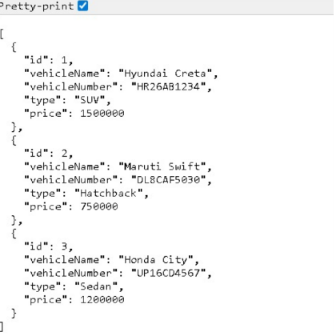 Pretty-print
[
  {
    "id": 1,
    "vehicleName": "Hyundai Creta",
    "vehicleNumber": "HR26AB1234",
    "type": "SUV",
    "price": 1500000
  },
  {
    "id": 2,
    "vehicleName": "Maruti Swift",
    "vehicleNumber": "DL8CAF5030",
    "type": "Hatchback",
    "price": 750000
  },
  {
    "id": 3,
    "vehicleName": "Honda City",
    "vehicleNumber": "UP16CD4567",
    "type": "Sedan",
    "price": 1200000
  }
]